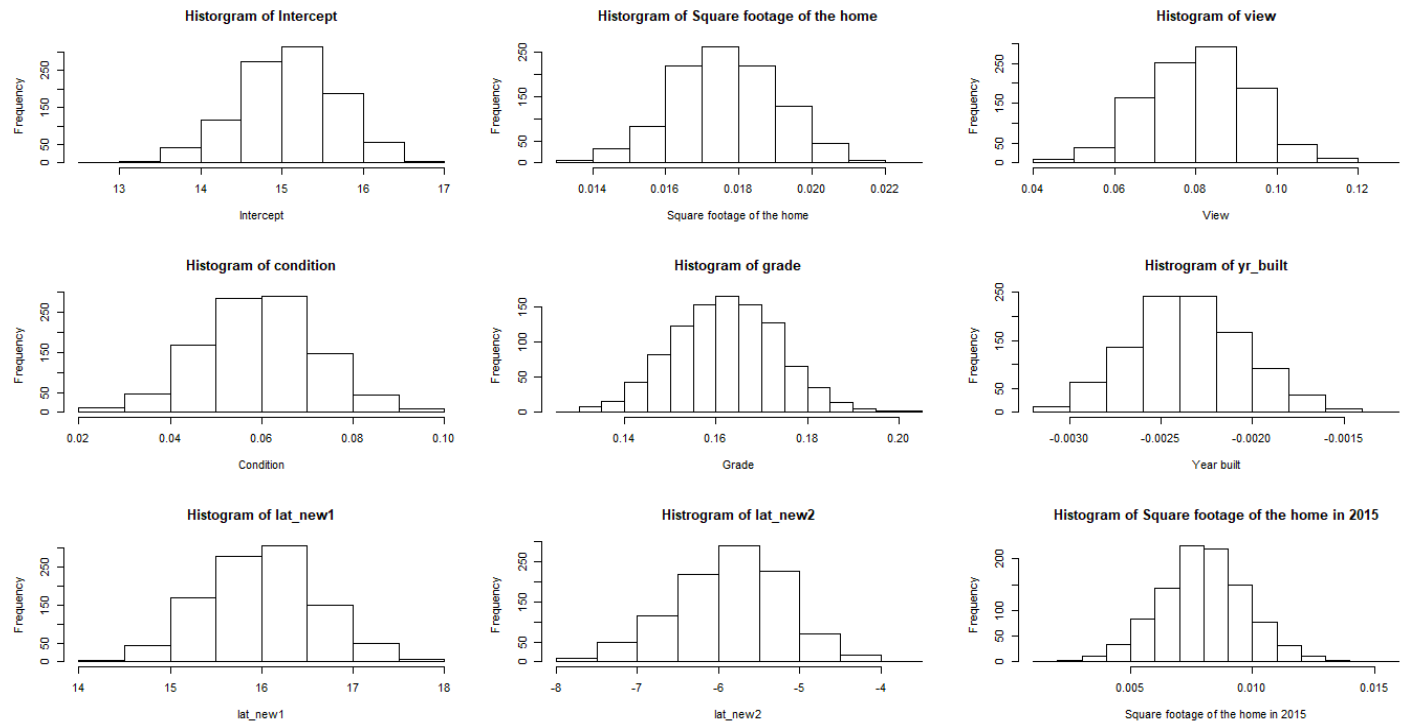 Historgram of Intercept
Frequency
0 50 150 250
13 14 15 16 17
Intercept
Historgram of Square footage of the home
Frequency
0 50 150 250
0.014 0.016 0.018 0.020 0.022
Square footage of the home
Histogram of view
Frequency
0 50 150 250
0.04 0.06 0.08 0.10 0.12
View
Histogram of condition
Frequency
0 50 150 250
0.02 0.04 0.06 0.08 0.10
Condition
Histogram of grade
Frequency
0 50 100 150
0.14 0.16 0.18 0.20
Grade
Histrogram of yr_built
Frequency
0 50 150 250
-0.0030 -0.0025 -0.0020 -0.0015
Year built
Histogram of lat_new1
Frequency
0 50 150 250
14 15 16 17 18
lat_new1
Histrogram of lat_new2
Frequency
0 50 150 250
-8 -7 -6 -5 -4
lat_new2
Histogram of Square footage of the home in 2015
Frequency
0 50 100 200
0.005 0.010 0.015
Square footage of the home in 2015